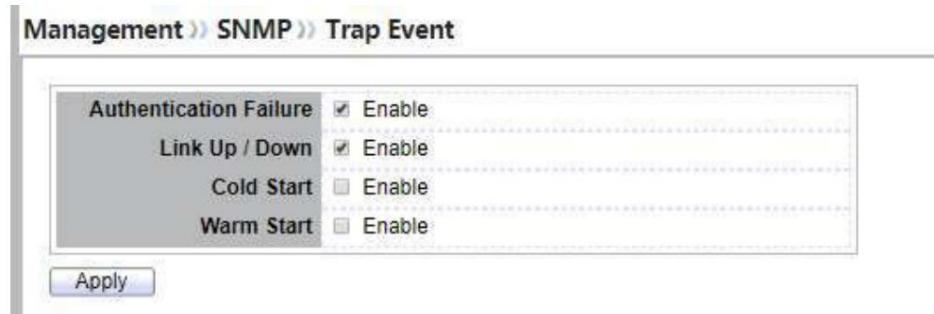 Management » SNMP » Trap Event
Authentication Failure Enable
Link Up / Down Enable
Cold Start Enable
Warm Start Enable
Apply